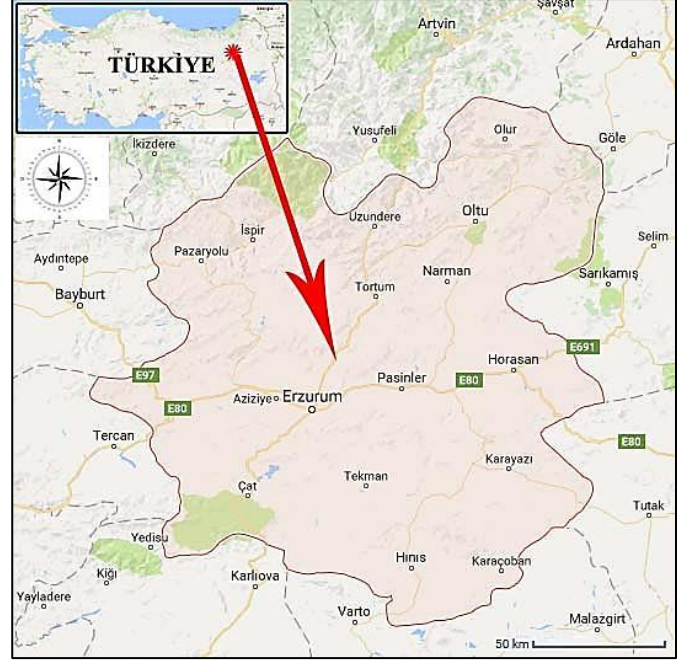 TÜRKİYE
Şavşat
Artvin
Ardahan
Yusufeli
Olur
Göle
İkizdere
Uzundere
Oltu
İspir
Selim
Pazaryolu
Aydıntepe
Narman
Sarıkamış
Bayburt
Tortum
E691
Horasan
E97
Pasinler
E80
Aziziye
Erzurum
E80
Tercan
E80
Karayazı
Tekman
Çat
Tutak
Yedisu
Hınıs
Karaçoban
Kiğı
Karlıova
Yayladere
Varto
Malazgirt
50 km